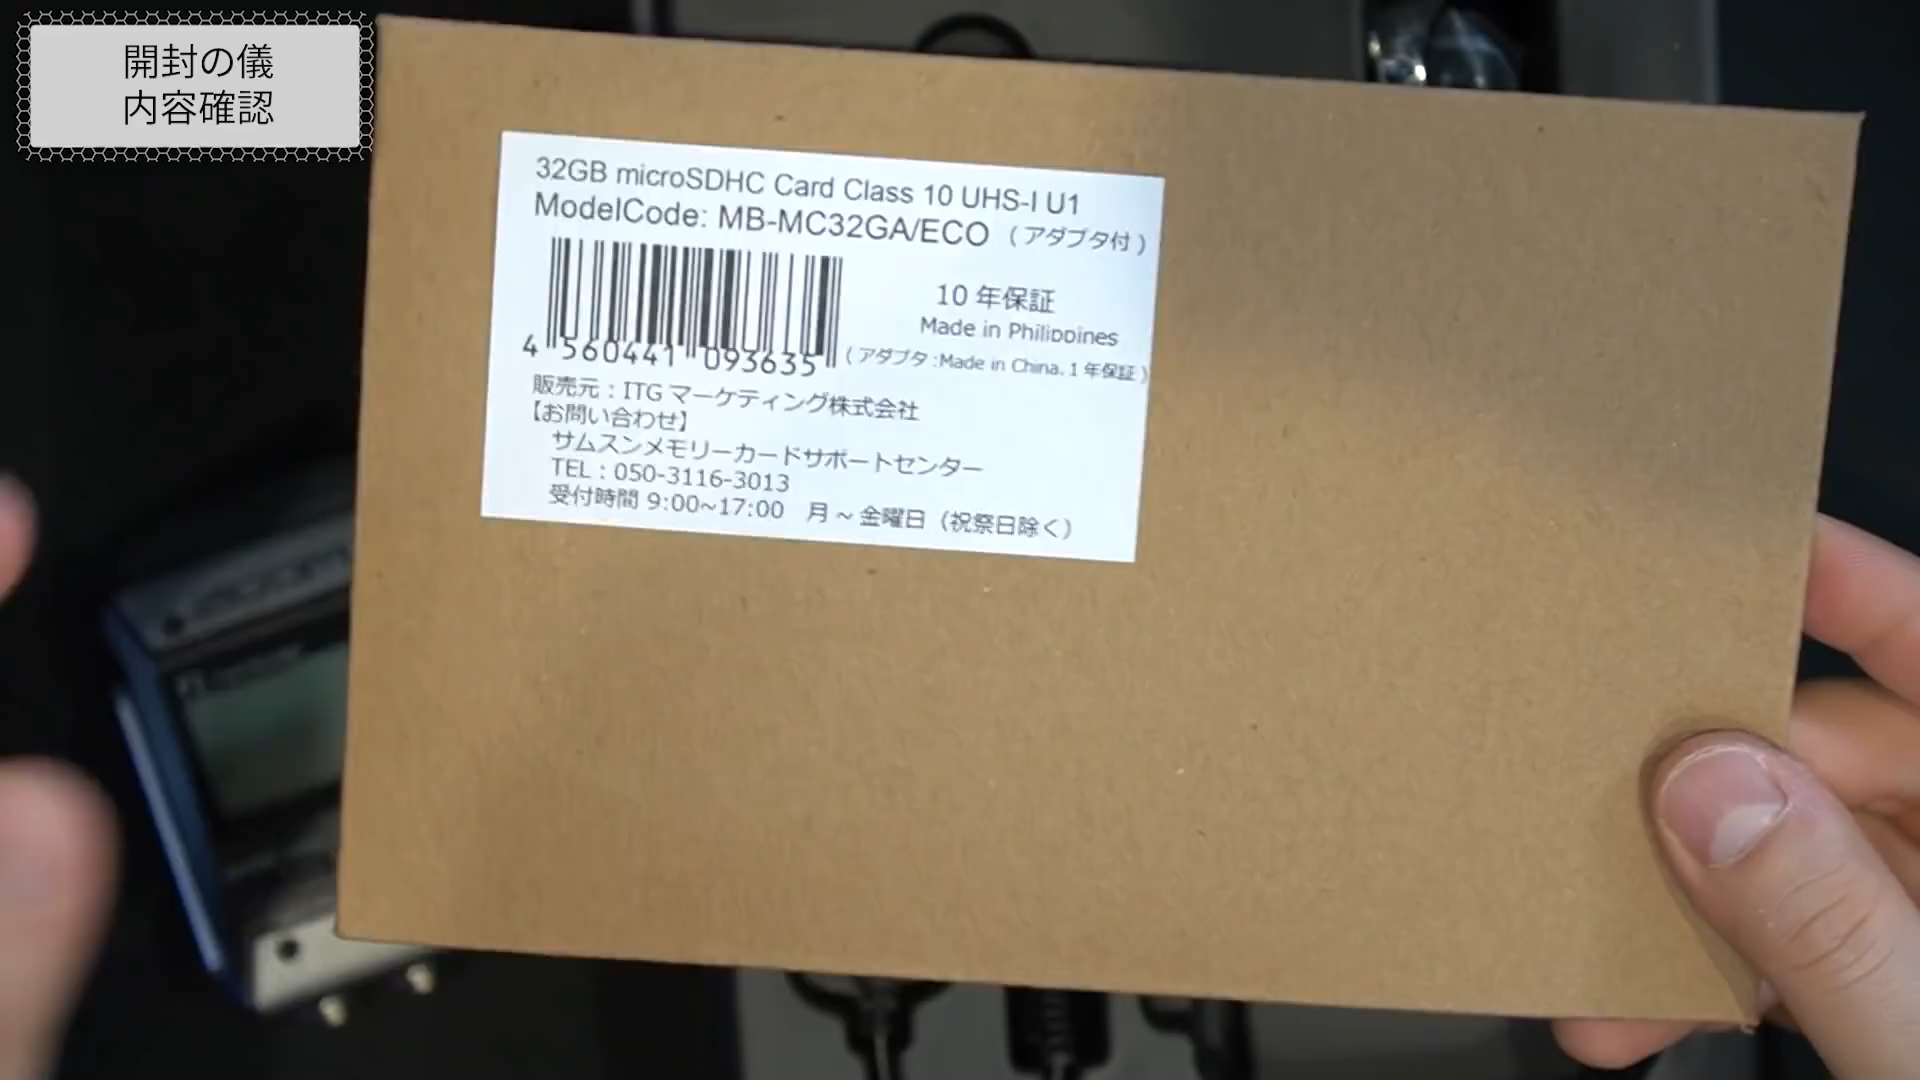 開封の儀
内容確認
32GB microSDHC Card Class 10 UHS-I U1
ModelCode: MB-MC32GA/ECO (アダプタ付)
10 年保証
Made in Philippines
4 560441 093635
(アダプタ:Made in China. 1 年保証)
販売元:ITG マーケティング株式会社
【お問い合わせ】
サムスンメモリーカードサポートセンター
TEL:050-3116-3013
受付時間 9:00~17:00 月~金曜日(祝祭日除く)